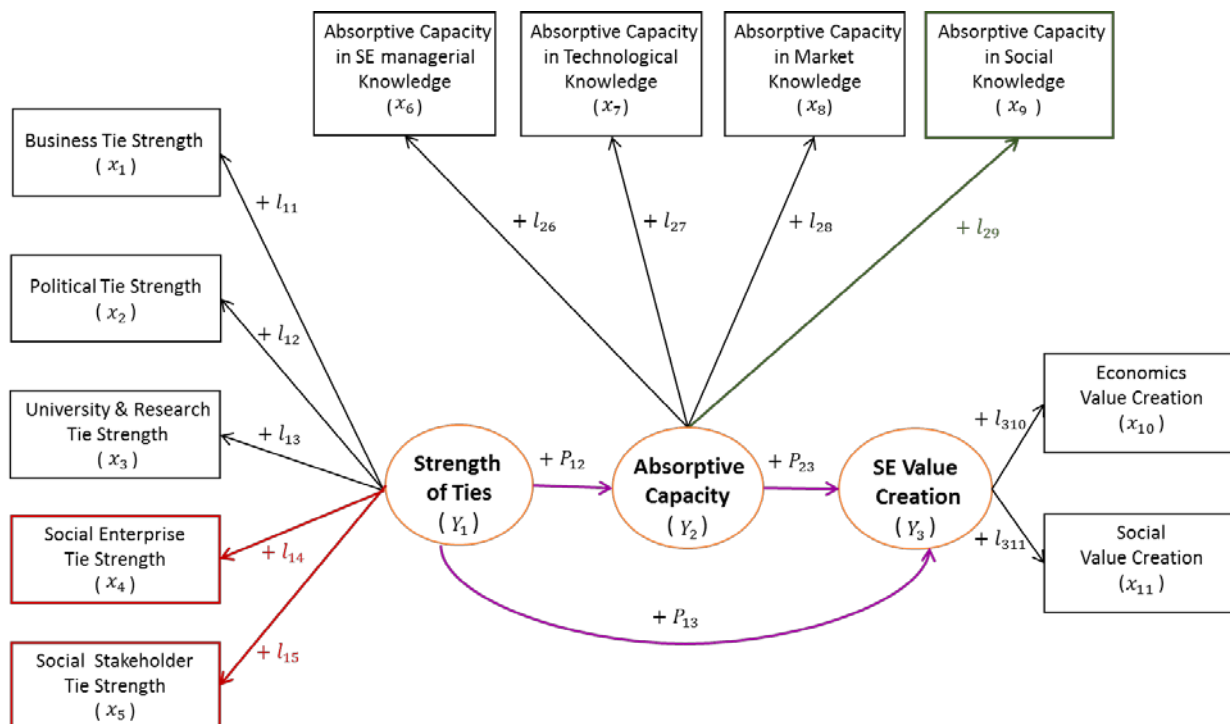 Absorptive Capacity
in SE managerial
Knowledge
( x₆ )
Absorptive Capacity
in Technological
Knowledge
( x₇ )
Absorptive Capacity
in Market
Knowledge
( x₈ )
Absorptive Capacity
in Social
Knowledge
( x₉ )
Business Tie Strength
( x₁ )
Political Tie Strength
( x₂ )
University & Research
Tie Strength
( x₃ )
Social Enterprise
Tie Strength
( x₄ )
Social Stakeholder
Tie Strength
( x₅ )
+ l₁₁
+ l₁₂
+ l₁₃
+ l₁₄
+ l₁₅
+ l₂₆
+ l₂₇
+ l₂₈
+ l₂₉
Strength
of Ties
( Y₁ )
+ P₁₂
Absorptive
Capacity
( Y₂ )
+ P₂₃
SE Value
Creation
( Y₃ )
+ P₁₃
+ l₃₁₀
+ l₃₁₁
Economics
Value Creation
( x₁₀ )
Social
Value Creation
(x₁₁ )